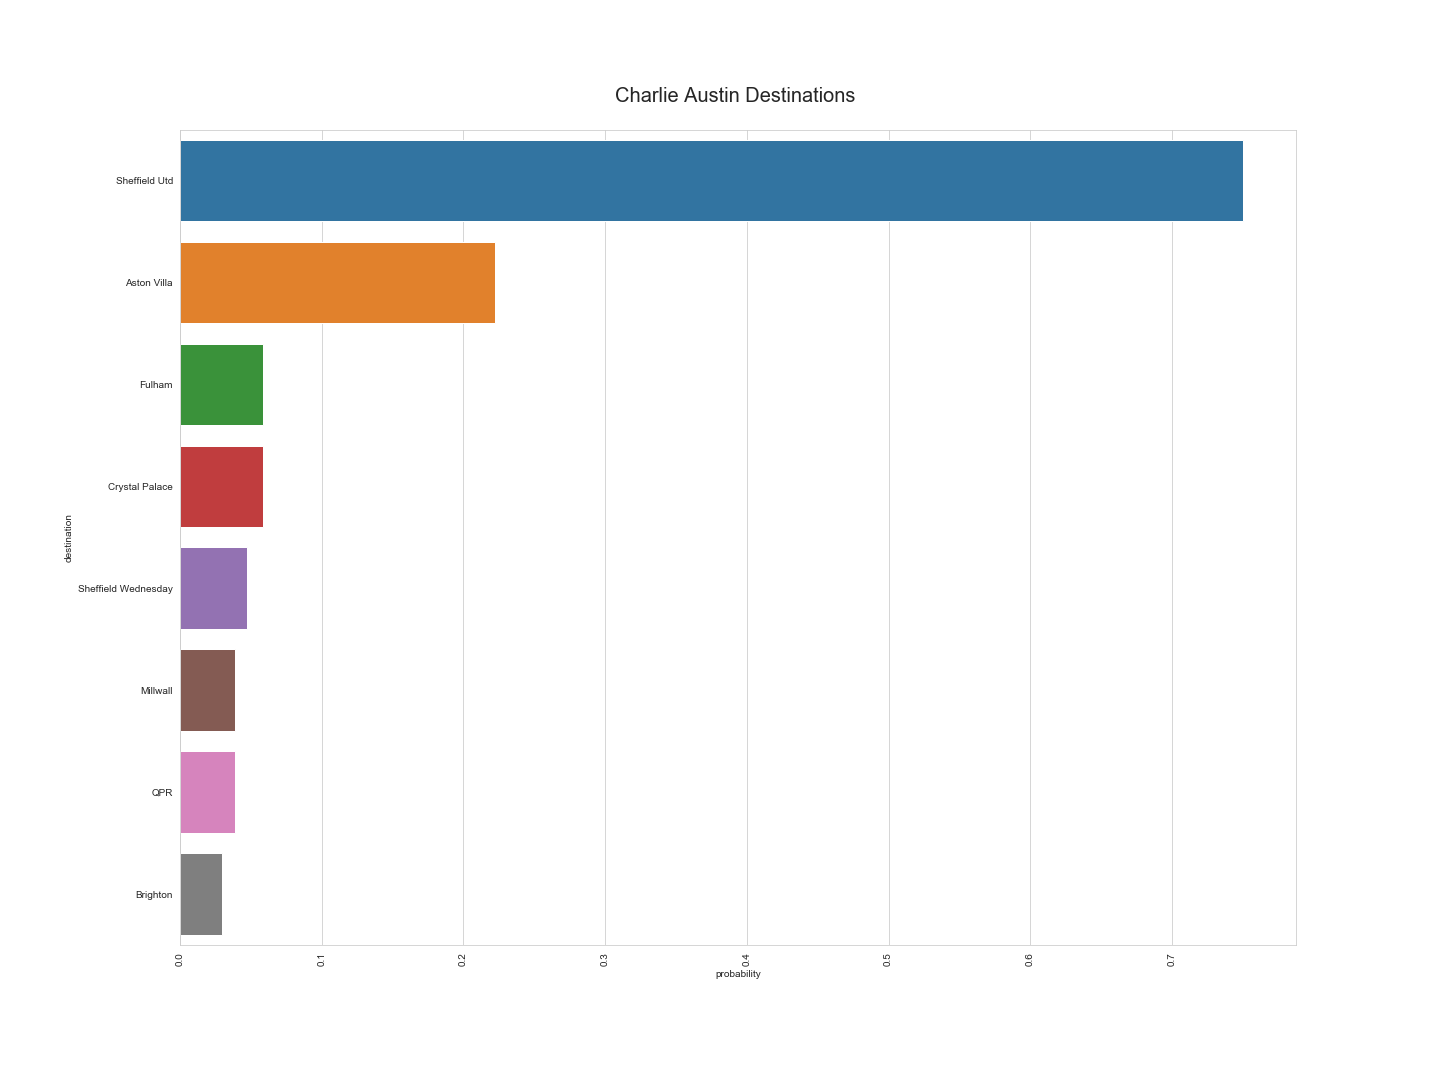 Charlie Austin Destinations
Sheffield Utd
Aston Villa
Fulham
Crystal Palace
destination
Sheffield Wednesday
Millwall
QPR
Brighton
0.0 0.1 0.2 0.3 0.4 0.5 0.6 0.7
probability